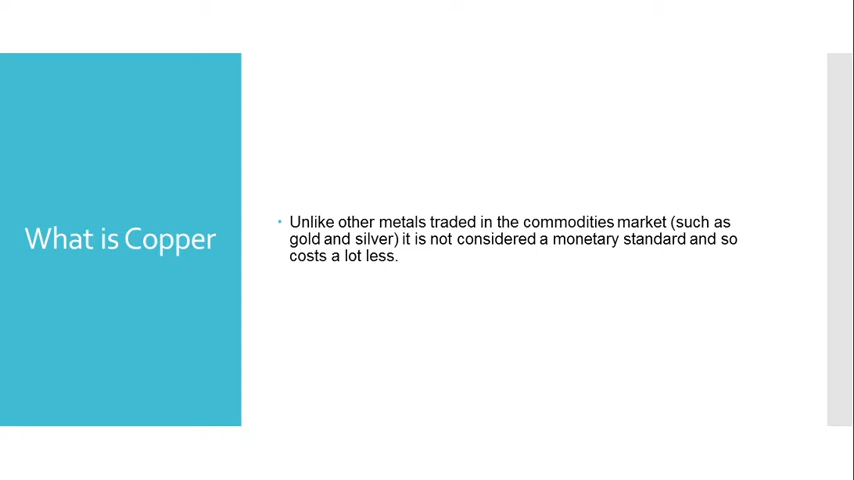 What is Copper
Unlike other metals traded in the commodities market (such as
gold and silver) it is not considered a monetary standard and so
costs a lot less.